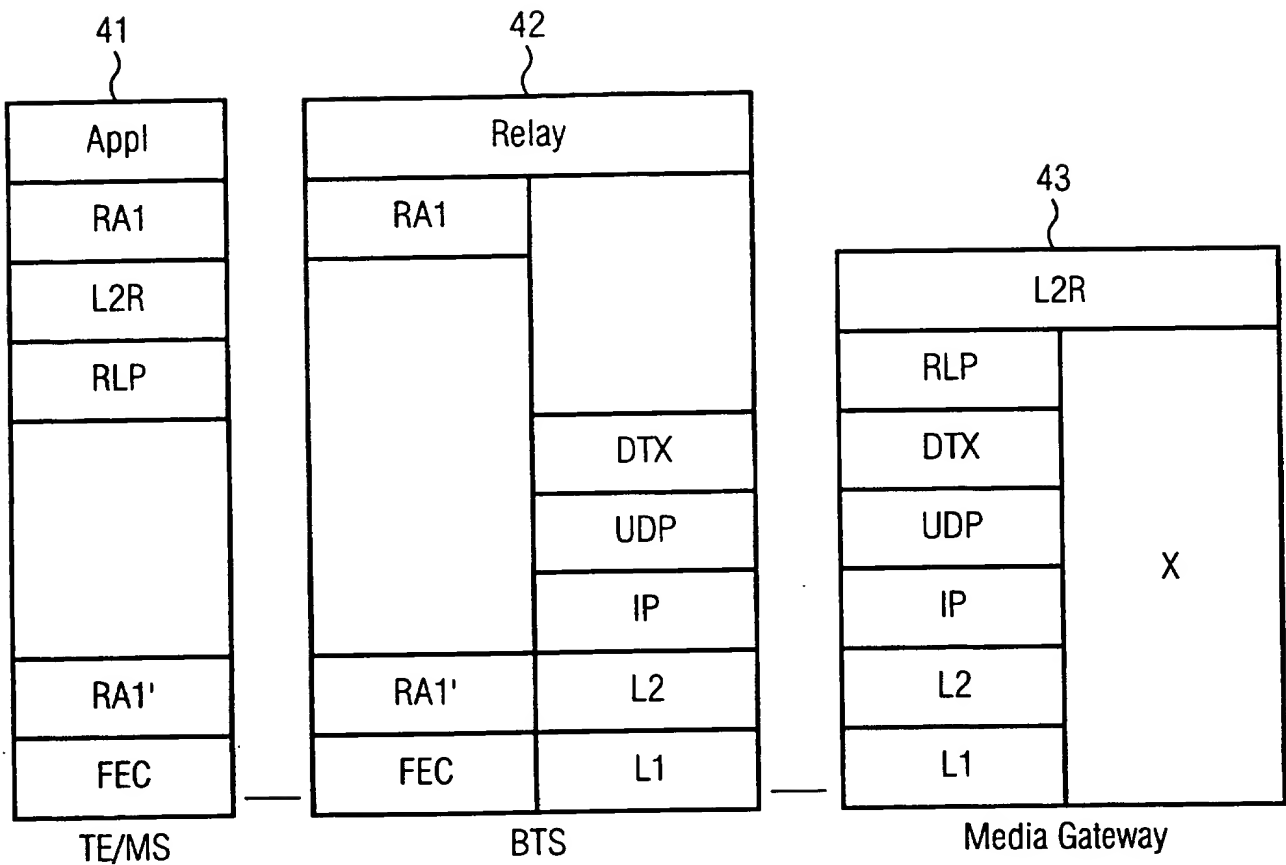 41
42
43
Appl
RA1
L2R
RLP
RA1'
FEC
TE/MS
Relay
RA1
RA1'
FEC
DTX
UDP
IP
L2
L1
BTS
L2R
RLP
DTX
UDP
IP
L2
L1
X
Media Gateway